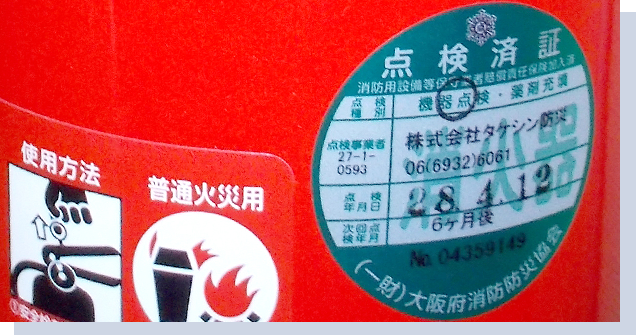 点検済証
消防用設備等保守業者賠償責任保険加入済
点検種別 機器点検・薬剤充填
点検事業者 27-1-0593 株式会社タケシン防災
06(6932)6061
点検年月日 28.4.12
次回点検年月 6ヶ月後
No.04359149
(一財)大阪府消防防災協会
使用方法
普通火災用